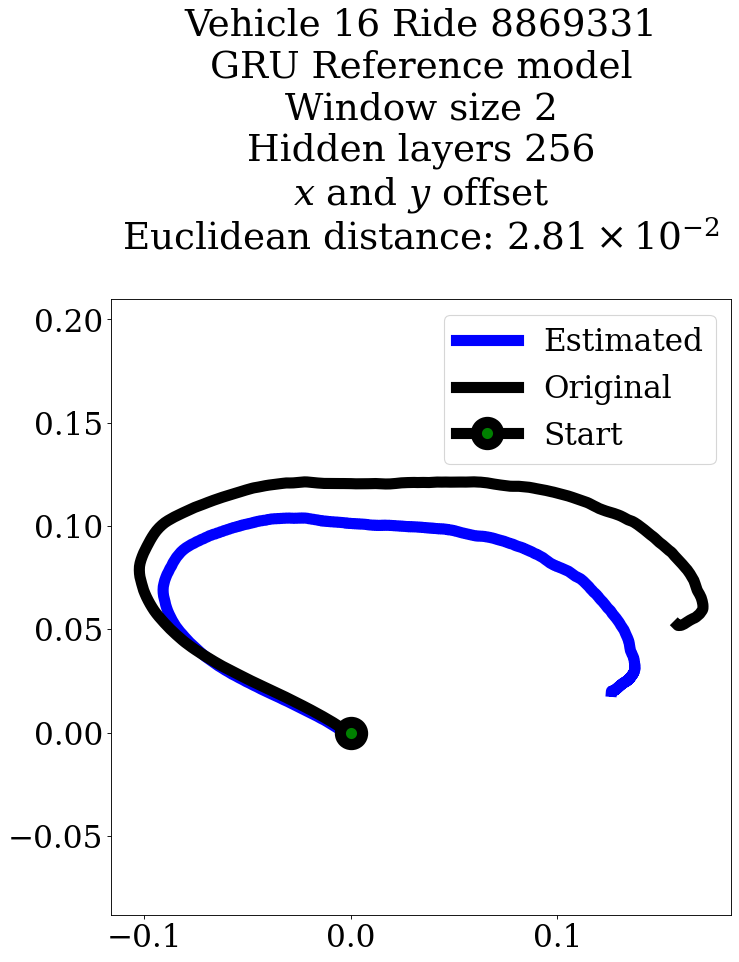 Vehicle 16 Ride 8869331
GRU Reference model
Window size 2
Hidden layers 256
x and y offset
Euclidean distance: 2.81 × 10⁻²
Estimated
Original
Start
0.20
0.15
0.10
0.05
0.00
−0.05
−0.1
0.0
0.1